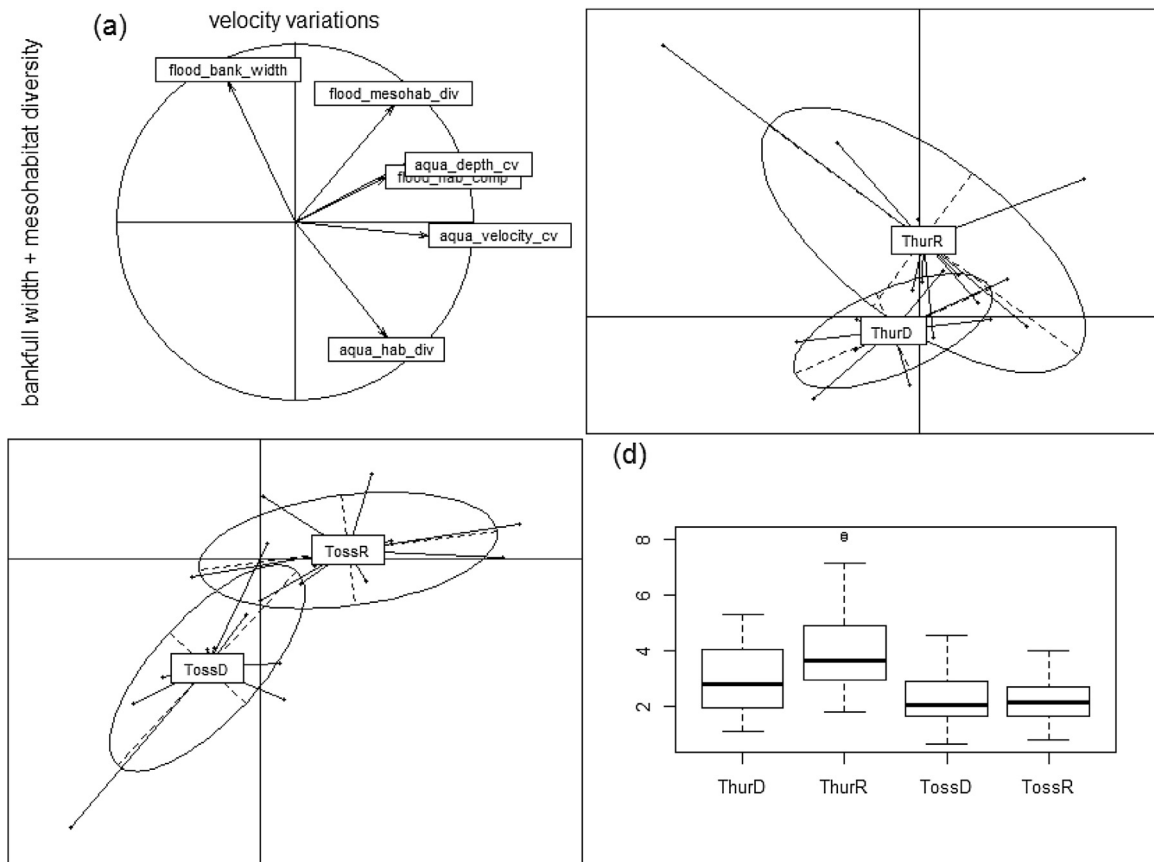 (a)
velocity variations
bankfull width + mesohabitat diversity
flood_bank_width
flood_mesohab_div
aqua_depth_cv
flood_hab_comp
aqua_velocity_cv
aqua_hab_div
ThurR
ThurD
TossR
TossD
(d)
8
6
4
2
ThurD
ThurR
TossD
TossR